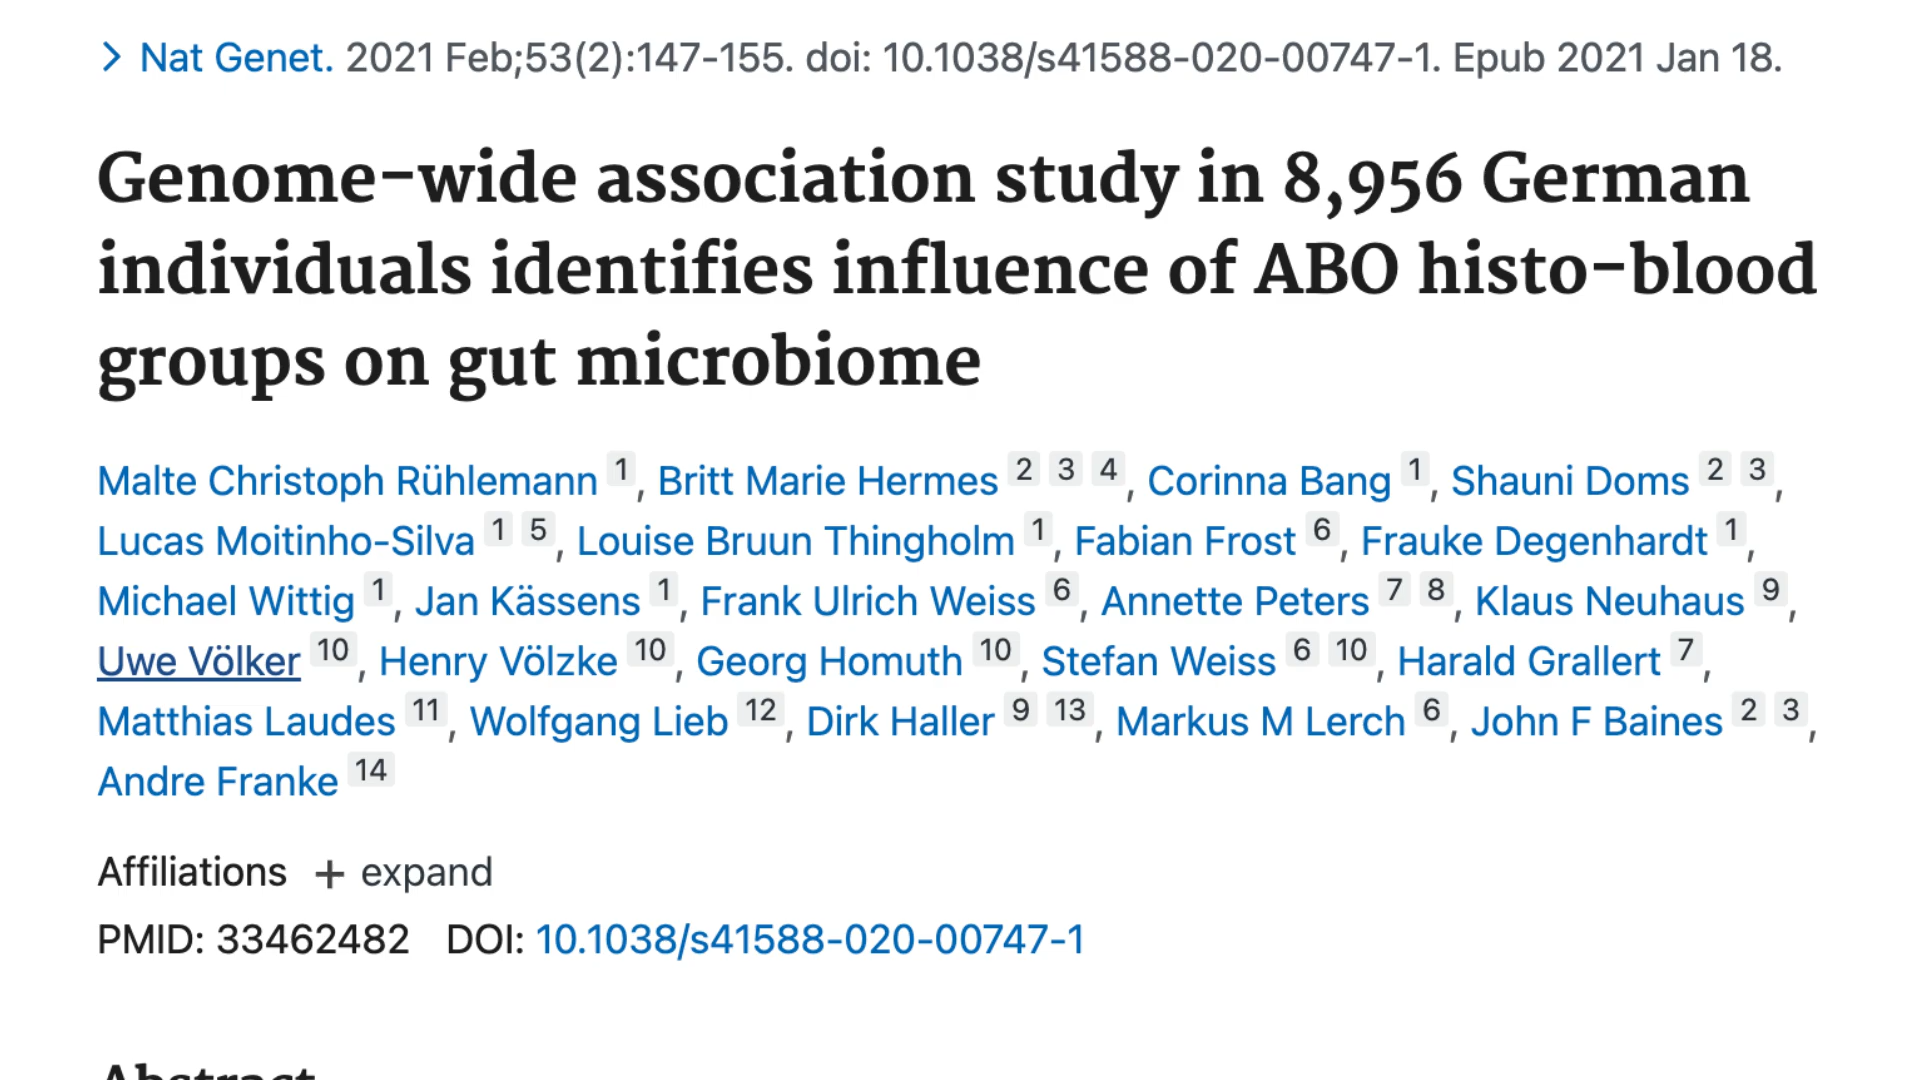 > Nat Genet. 2021 Feb;53(2):147-155. doi: 10.1038/s41588-020-00747-1. Epub 2021 Jan 18.
Genome-wide association study in 8,956 German
individuals identifies influence of ABO histo-blood
groups on gut microbiome
Malte Christoph Rühlemann 1, Britt Marie Hermes 2 3 4, Corinna Bang 1, Shauni Doms 2 3,
Lucas Moitinho-Silva 1 5, Louise Bruun Thingholm 1, Fabian Frost 6, Frauke Degenhardt 1,
Michael Wittig 1, Jan Kässens 1, Frank Ulrich Weiss 6, Annette Peters 7 8, Klaus Neuhaus 9,
Uwe Völker 10, Henry Völzke 10, Georg Homuth 10, Stefan Weiss 6 10, Harald Grallert 7,
Matthias Laudes 11, Wolfgang Lieb 12, Dirk Haller 9 13, Markus M Lerch 6, John F Baines 2 3,
Andre Franke 14
Affiliations + expand
PMID: 33462482 DOI: 10.1038/s41588-020-00747-1
Abstract